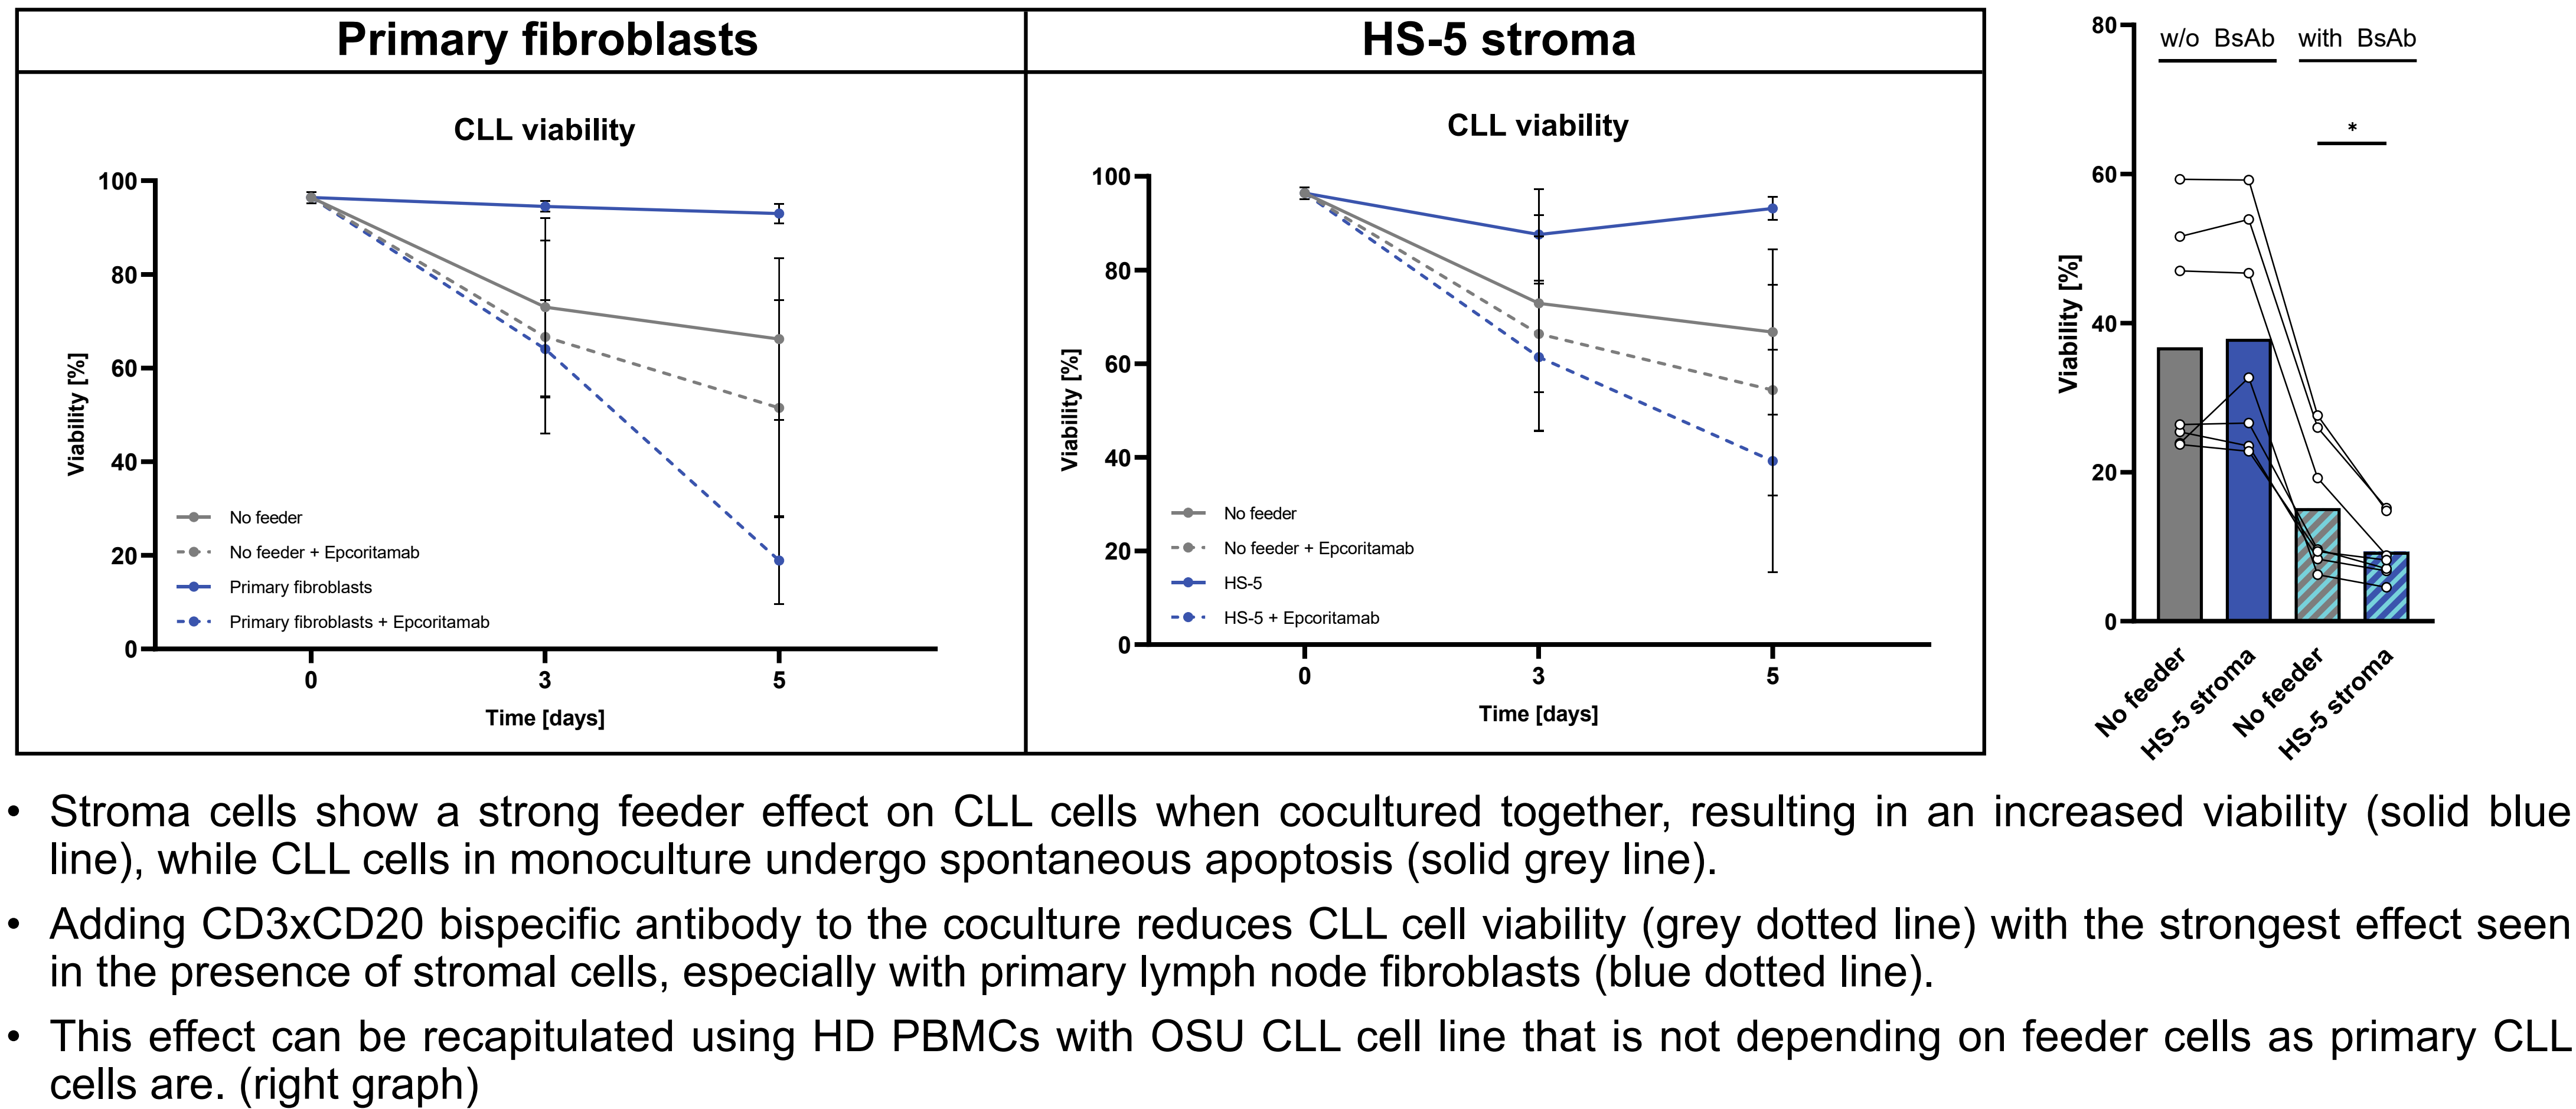 Primary fibroblasts
HS-5 stroma
CLL viability
100
80
60
40
20
0
Viability [%]
No feeder
No feeder + Epcoritamab
Primary fibroblasts
Primary fibroblasts + Epcoritamab
0
3
5
Time [days]
CLL viability
100
80
60
40
20
0
Viability [%]
No feeder
No feeder + Epcoritamab
HS-5
HS-5 + Epcoritamab
0
3
5
Time [days]
80
60
40
20
0
Viability [%]
w/o BsAb
with BsAb
*
No feeder
HS-5 stroma
No feeder
HS-5 stroma
• Stroma cells show a strong feeder effect on CLL cells when cocultured together, resulting in an increased viability (solid blue
line), while CLL cells in monoculture undergo spontaneous apoptosis (solid grey line).
• Adding CD3xCD20 bispecific antibody to the coculture reduces CLL cell viability (grey dotted line) with the strongest effect seen
in the presence of stromal cells, especially with primary lymph node fibroblasts (blue dotted line).
• This effect can be recapitulated using HD PBMCs with OSU CLL cell line that is not depending on feeder cells as primary CLL
cells are. (right graph)